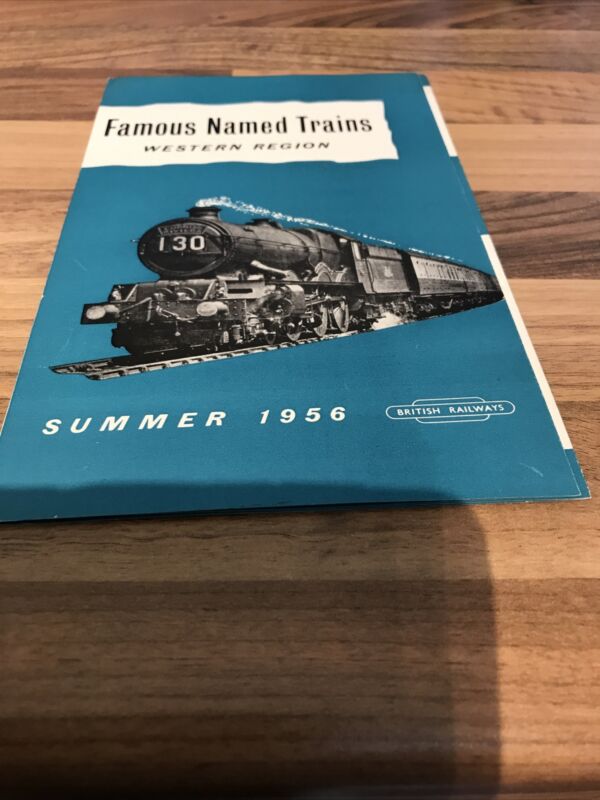 Famous Named Trains
WESTERN REGION
130
SUMMER 1956
BRITISH RAILWAYS